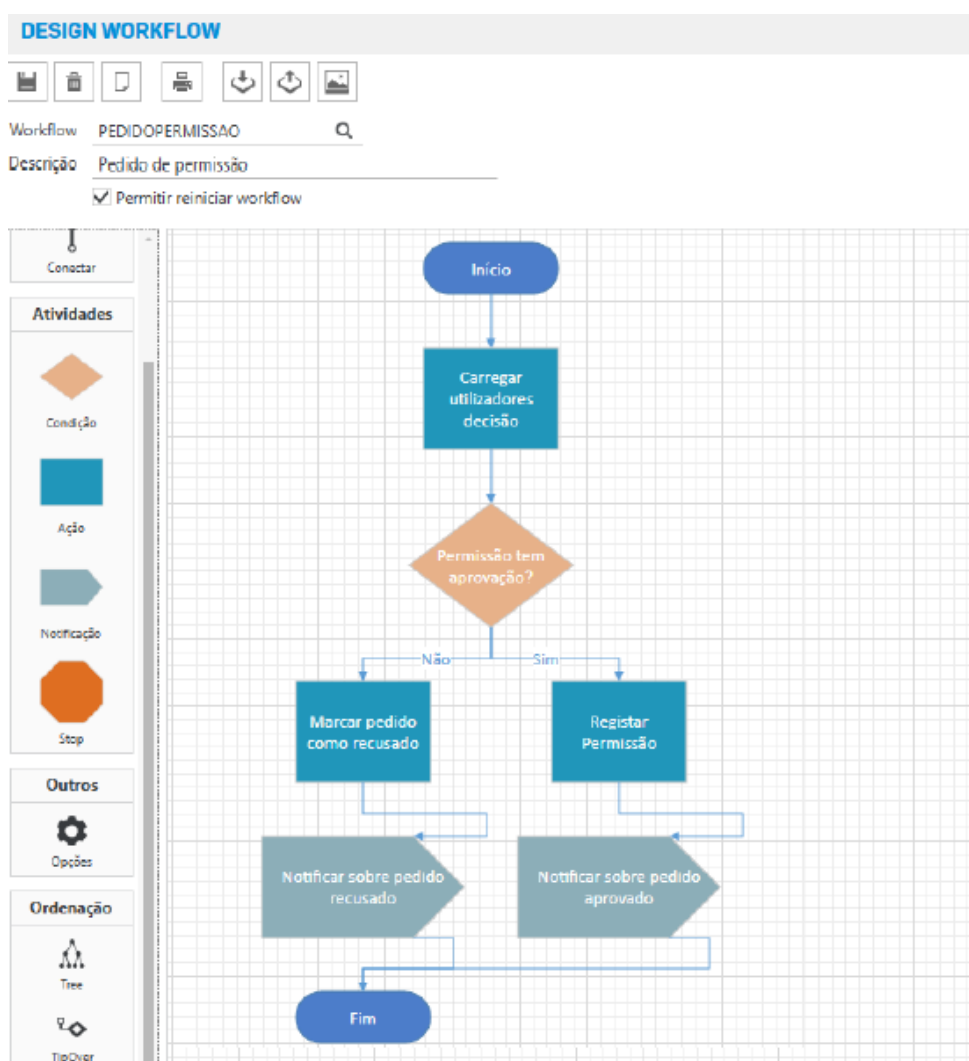 DESIGN WORKFLOW
Workflow PEDIDOPERMISSAO
Descrição Pedido de permissão
Permitir reiniciar workflow
Conectar
Atividades
Condição
Ação
Notificação
Stop
Outros
Opções
Ordenação
Tree
TipOver
Início
Carregar
utilizadores
decisão
Permissão tem
aprovação?
Não
Sim
Marcar pedido
como recusado
Registar
Permissão
Notificar sobre pedido
recusado
Notificar sobre pedido
aprovado
Fim